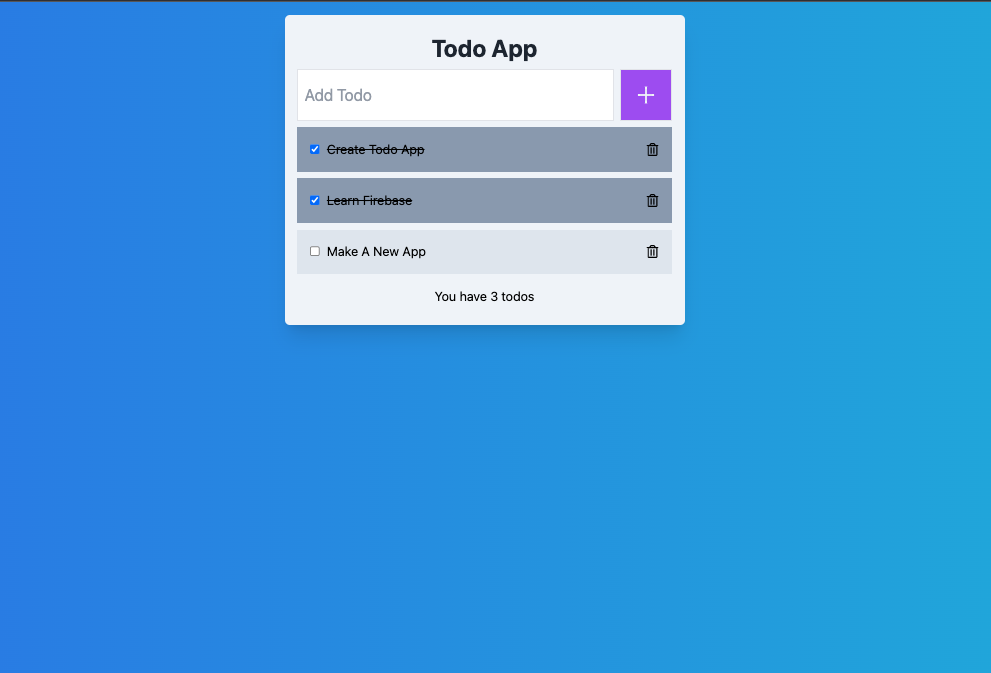 Todo App
Add Todo
Create Todo App
Learn Firebase
Make A New App
You have 3 todos